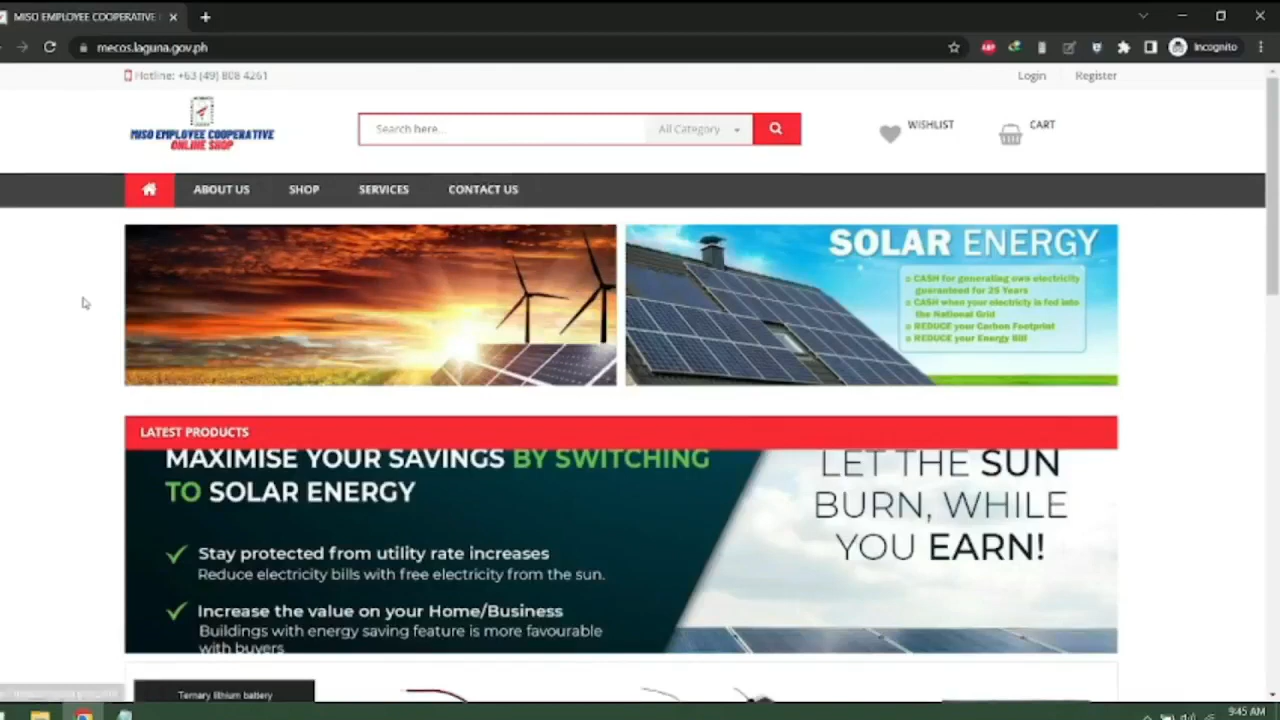 MISO EMPLOYEE COOPERATIVE
mecos.laguna.gov.ph
Incognito
Hotline: +63 (49) 808 4261
Login
Register
MISO EMPLOYEE COOPERATIVE
ONLINE SHOP
Search here...
All Category
WISHLIST
CART
ABOUT US
SHOP
SERVICES
CONTACT US
SOLAR ENERGY
CASH for generating own electricity
guaranteed for 25 Years
CASH when your electricty is fed into
the National Grid
REDUCE your Carbon Footprint
REDUCE your Energy Bill
LATEST PRODUCTS
MAXIMISE YOUR SAVINGS BY SWITCHING
TO SOLAR ENERGY
Stay protected from utility rate increases
Reduce electricity bills with free electricity from the sun.
Increase the value on your Home/Business
Buildings with energy saving feature is more favourable
with buyers
LET THE SUN
BURN, WHILE
YOU EARN!
Ternary lithium battery
9:45 AM